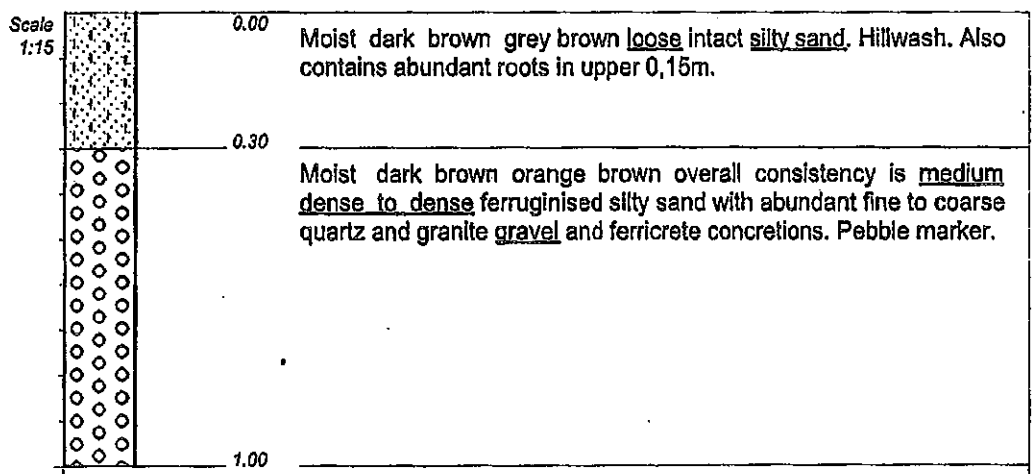 Scale
1:15
0.00
Moist dark brown grey brown loose intact silty sand. Hillwash. Also
contains abundant roots in upper 0,15m.
0.30
Moist dark brown orange brown overall consistency is medium
dense to dense ferruginised silty sand with abundant fine to coarse
quartz and granite gravel and ferricrete concretions. Pebble marker.
1.00